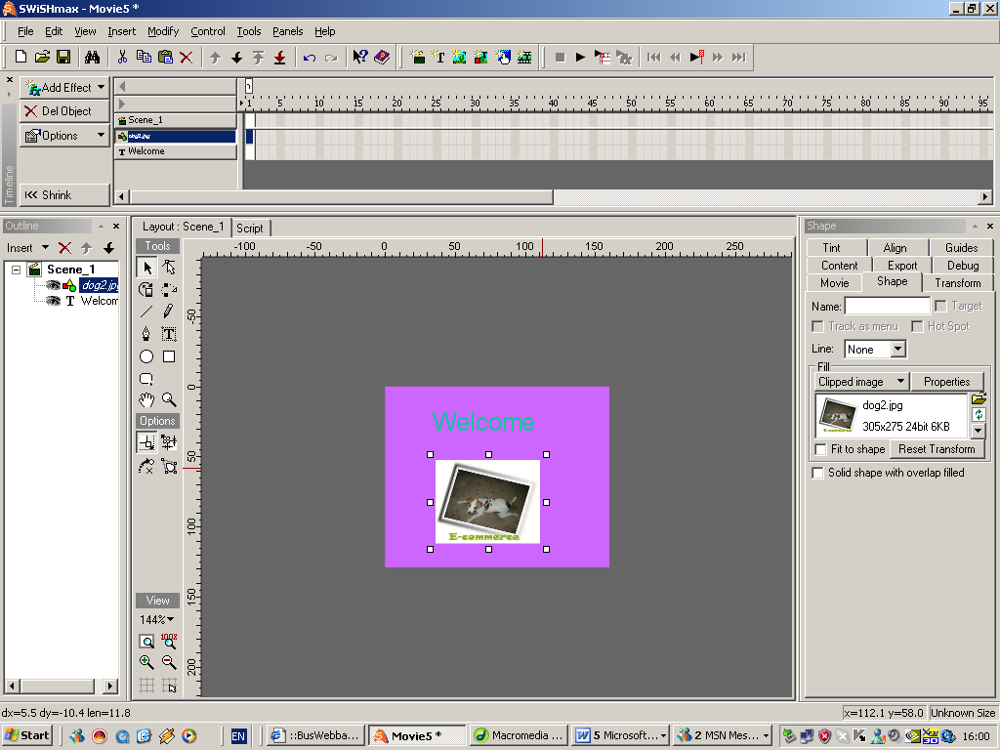 SWiSHmax - Movie5 *
File Edit View Insert Modify Control Tools Panels Help
Add Effect
Del Object
Options
Shrink
Timeline
1 5 10 15 20 25 30 35 40 45 50 55 60 65 70 75 80 85 90 95
Scene_1
dog2.jpg
Welcome
Outline
Insert
Scene_1
dog2.jpg
Welcom
Layout : Scene_1 Script
Tools
Options
View
144%
100%
-100 -50 0 50 100 150 200 250
-50
0
50
100
150
200
Welcome
E-commerce
Shape
Tint Align Guides
Content Export Debug
Movie Shape Transform
Name: Target
Track as menu Hot Spot
Line: None
Fill
Clipped image Properties
dog2.jpg
305x275 24bit 6KB
Fit to shape Reset Transform
Solid shape with overlap filled
dx=5.5 dy=-10.4 len=11.8
x=112.1 y=58.0 Unknown Size
Start
EN
::BusWebba...
Movie5 *
Macromedia ...
5 Microsoft...
2 MSN Mes...
16:00